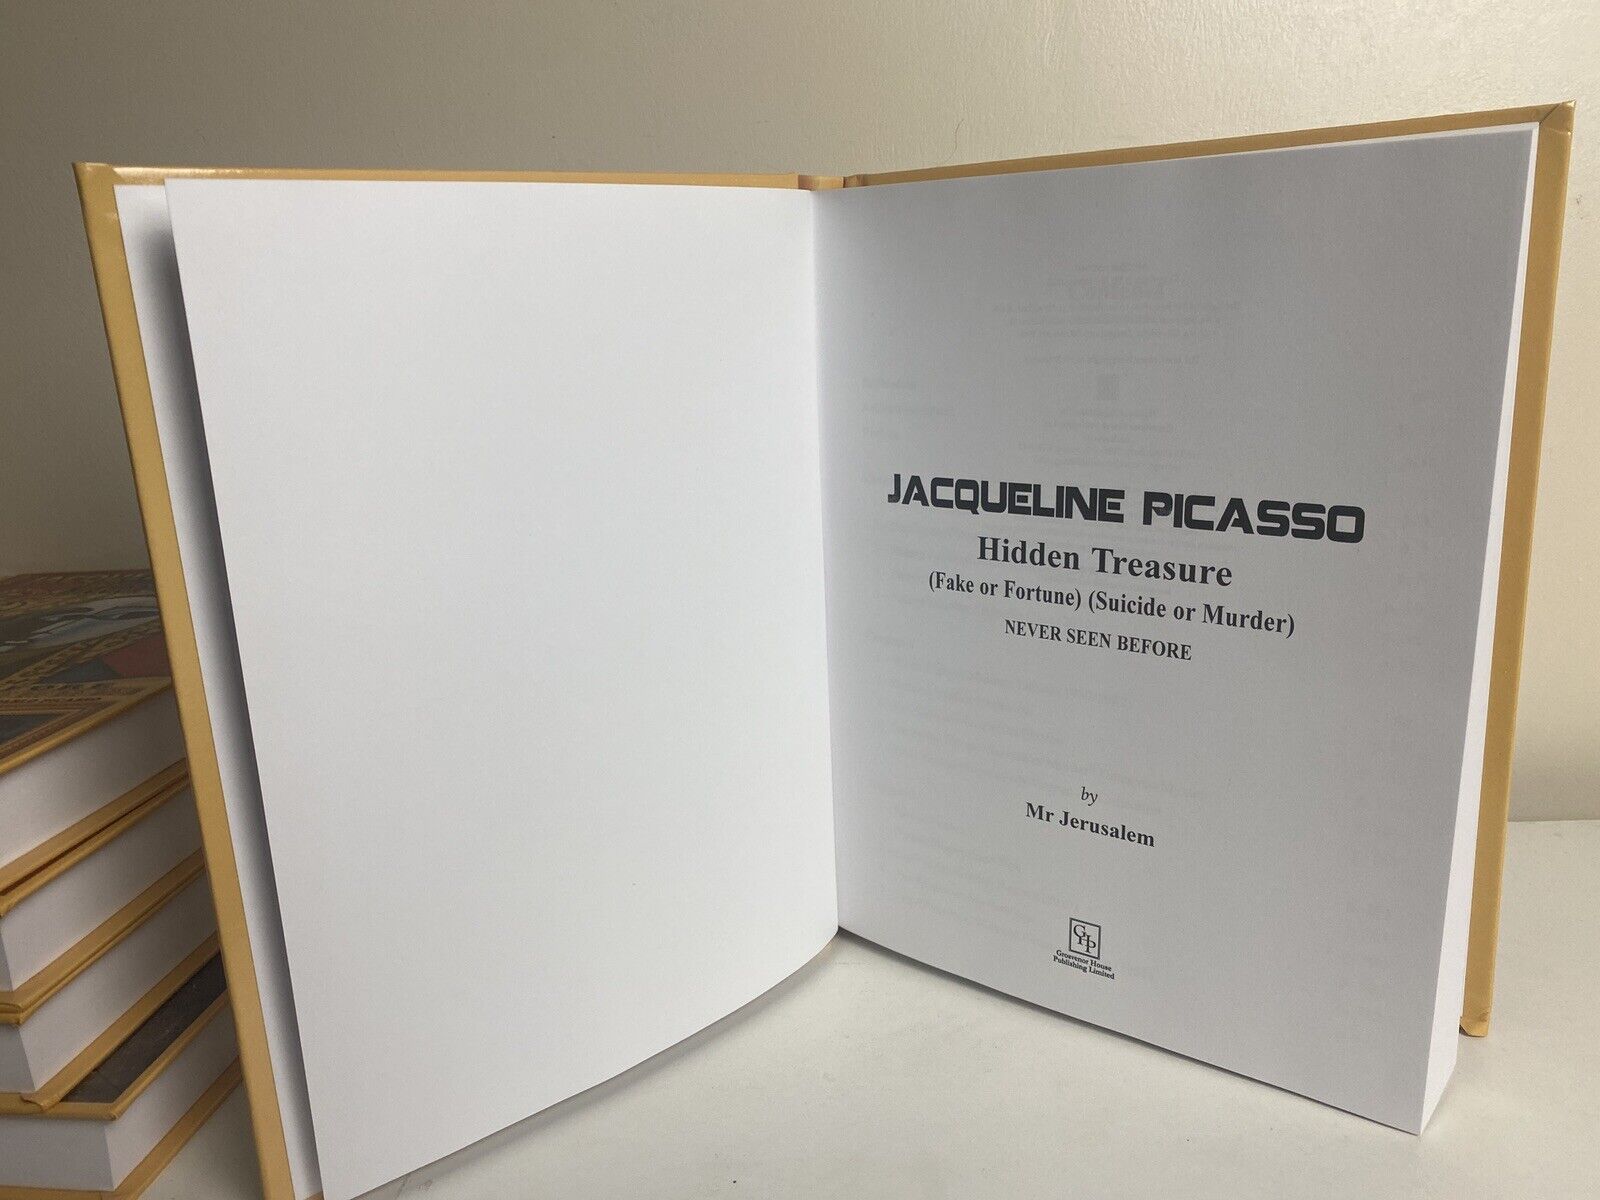 JACQUELINE PICASSO
Hidden Treasure
(Fake or Fortune) (Suicide or Murder)
NEVER SEEN BEFORE
by
Mr Jerusalem
GHP
Grosvenor House
Publishing Limited